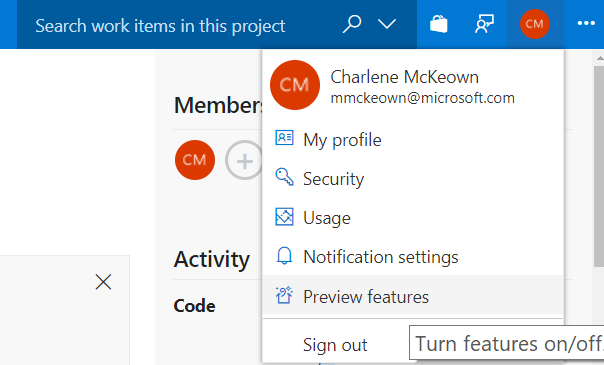 Search work items in this project
CM
CM
Charlene McKeown
mmckeown@microsoft.com
Members
CM
My profile
Security
Usage
Notification settings
Activity
Code
Preview features
Sign out
Turn features on/off.